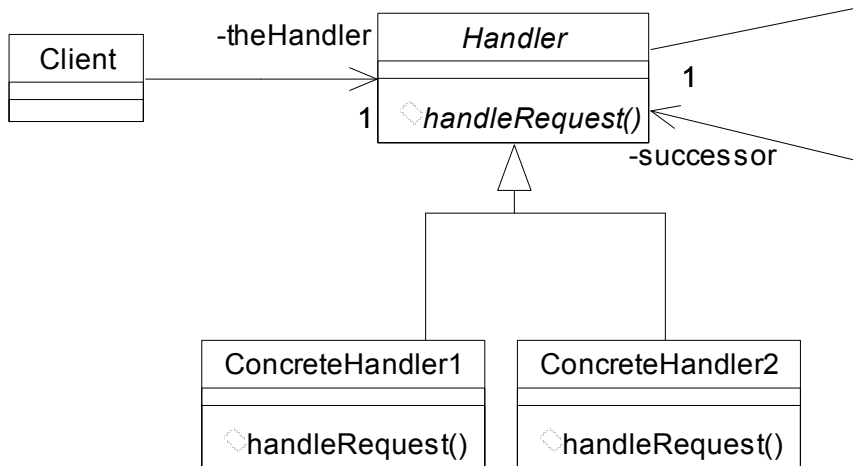 -theHandler
Handler
Client
1
1
handleRequest()
-successor
ConcreteHandler1
ConcreteHandler2
handleRequest()
handleRequest()